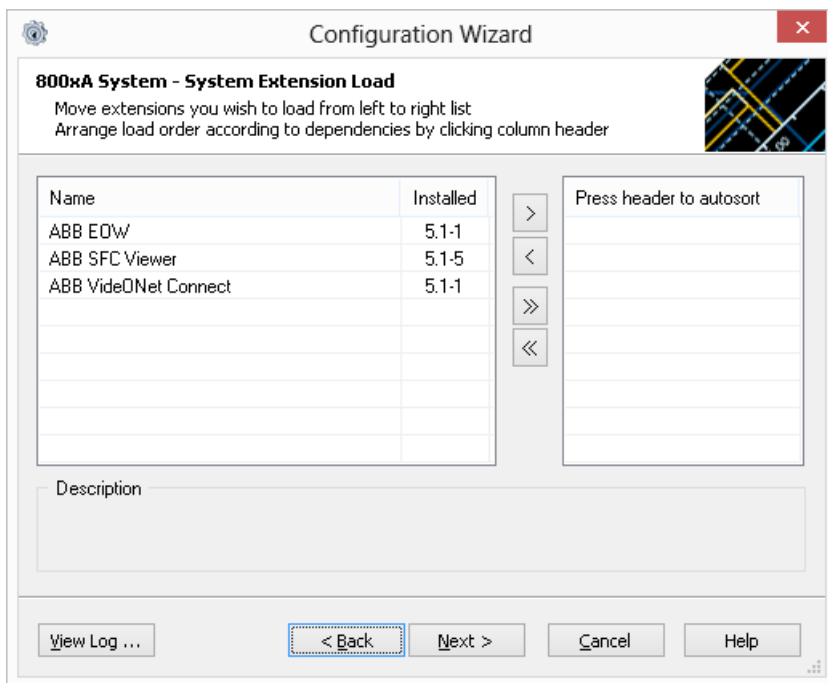 Configuration Wizard
800xA System - System Extension Load
Move extensions you wish to load from left to right list
Arrange load order according to dependencies by clicking column header
Name Installed Press header to autosort
ABB EOW 5.1-1
ABB SFC Viewer 5.1-5
ABB VideONet Connect 5.1-1
>
<
>>
<<
Description
View Log ... < Back Next > Cancel Help